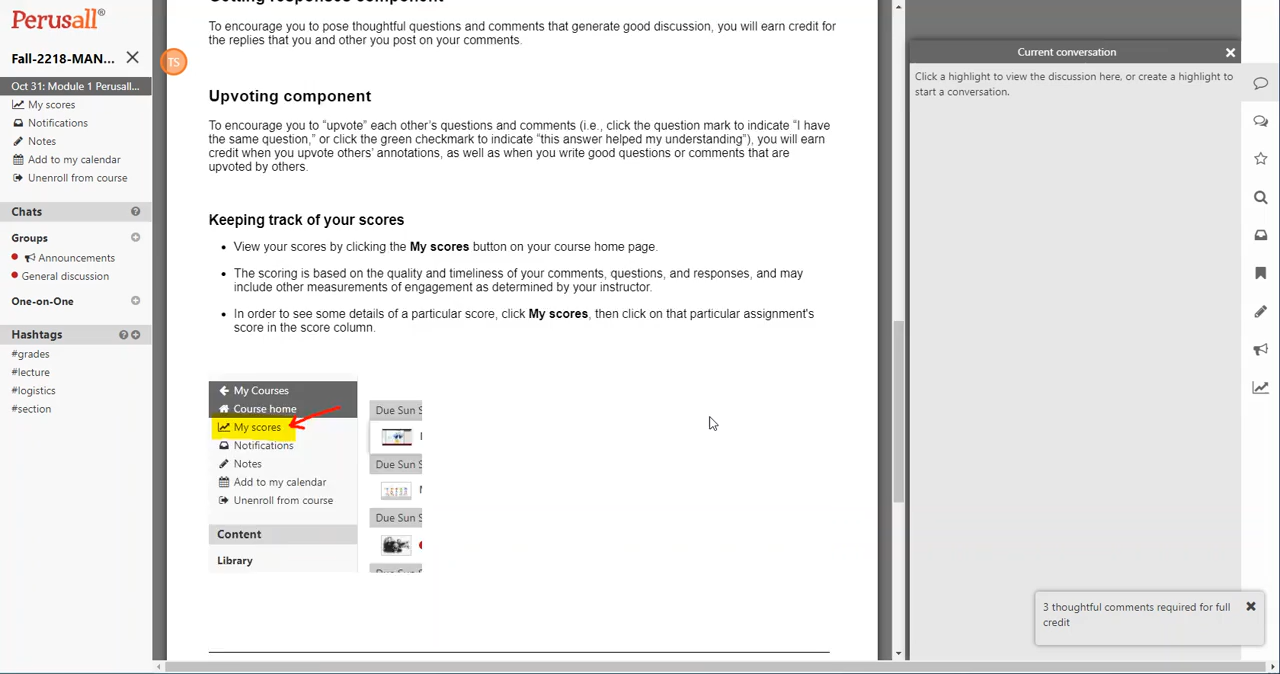 Perusall®
Fall-2218-MAN...
Oct 31: Module 1 Perusall...
My scores
Notifications
Notes
Add to my calendar
Unenroll from course
Chats
Groups
Announcements
General discussion
One-on-One
Hashtags
#grades
#lecture
#logistics
#section
TS
To encourage you to pose thoughtful questions and comments that generate good discussion, you will earn credit for
the replies that you and other you post on your comments.
Upvoting component
To encourage you to “upvote” each other’s questions and comments (i.e., click the question mark to indicate “I have
the same question,” or click the green checkmark to indicate “this answer helped my understanding”), you will earn
credit when you upvote others’ annotations, as well as when you write good questions or comments that are
upvoted by others.
Keeping track of your scores
• View your scores by clicking the My scores button on your course home page.
• The scoring is based on the quality and timeliness of your comments, questions, and responses, and may
include other measurements of engagement as determined by your instructor.
• In order to see some details of a particular score, click My scores, then click on that particular assignment's
score in the score column.
My Courses
Course home
My scores
Notifications
Notes
Add to my calendar
Unenroll from course
Content
Library
Due Sun S
Due Sun S
Due Sun S
Current conversation
Click a highlight to view the discussion here, or create a highlight to
start a conversation.
3 thoughtful comments required for full
credit